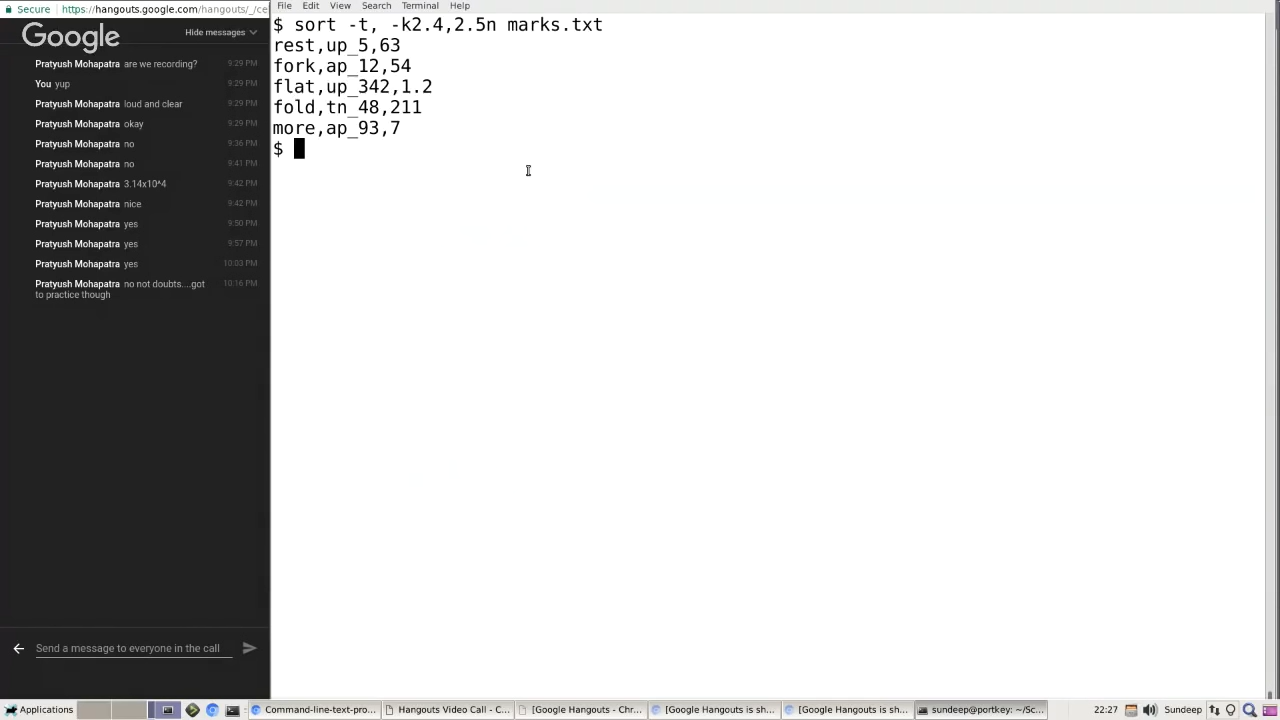 Secure https://hangouts.google.com/hangouts/_/ce
Google
Hide messages
Pratyush Mohapatra are we recording? 9:29 PM
You yup 9:29 PM
Pratyush Mohapatra loud and clear 9:29 PM
Pratyush Mohapatra okay 9:29 PM
Pratyush Mohapatra no 9:36 PM
Pratyush Mohapatra no 9:41 PM
Pratyush Mohapatra 3.14x10^4 9:42 PM
Pratyush Mohapatra nice 9:42 PM
Pratyush Mohapatra yes 9:50 PM
Pratyush Mohapatra yes 9:57 PM
Pratyush Mohapatra yes 10:03 PM
Pratyush Mohapatra no not doubts....got 10:16 PM
to practice though
Send a message to everyone in the call
File Edit View Search Terminal Help
$ sort -t, -k2.4,2.5n marks.txt
rest,up_5,63
fork,ap_12,54
flat,up_342,1.2
fold,tn_48,211
more,ap_93,7
$
Applications Command-line-text-pro... Hangouts Video Call - C... [Google Hangouts - Chr... [Google Hangouts is sh... [Google Hangouts is sh... sundeep@portkey: ~/Sc... 22:27 Sundeep